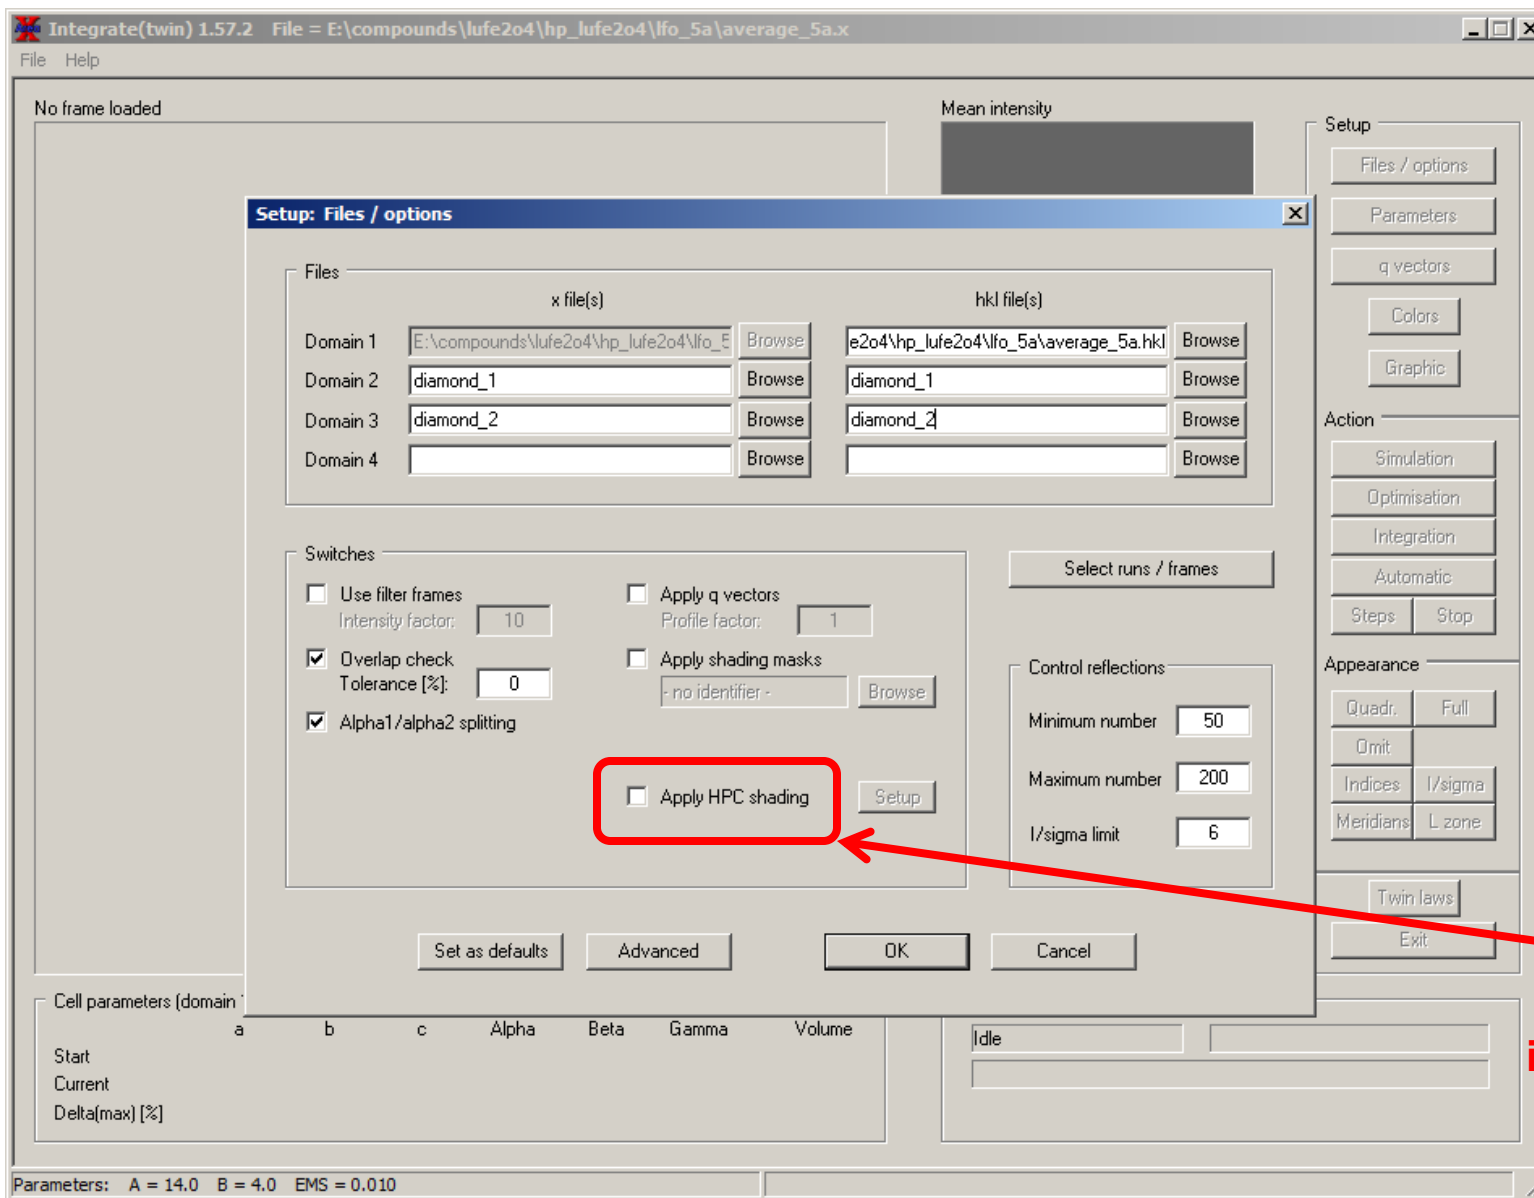 Integrate(twin) 1.57.2 File = E:\compounds\lufe2o4\hp_lufe2o4\lfo_5a\average_5a.x
File Help
No frame loaded
Mean intensity
Setup
Files / options
Parameters
q vectors
Colors
Graphic
Setup: Files / options
Files
x file(s) hkl file(s)
Domain 1 E:\compounds\lufe2o4\hp_lufe2o4\lfo_5 Browse e2o4\hp_lufe2o4\lfo_5a\average_5a.hkl Browse
Domain 2 diamond_1 Browse diamond_1 Browse
Domain 3 diamond_2 Browse diamond_2 Browse
Domain 4 Browse Browse
Action
Simulation
Optimisation
Integration
Automatic
Steps Stop
Switches
Use filter frames
Intensity factor: 10
Overlap check
Tolerance [%]: 0
Alpha1/alpha2 splitting
Apply q vectors
Profile factor: 1
Apply shading masks
- no identifier - Browse
Apply HPC shading Setup
Select runs / frames
Control reflections
Minimum number 50
Maximum number 200
I/sigma limit 6
Appearance
Quadr. Full
Omit
Indices I/sigma
Meridians L zone
Twin laws
Exit
Set as defaults Advanced OK Cancel
Cell parameters (domain
a b c Alpha Beta Gamma Volume
Start
Current
Delta(max) [%]
Idle
i
Parameters: A = 14.0 B = 4.0 EMS = 0.010